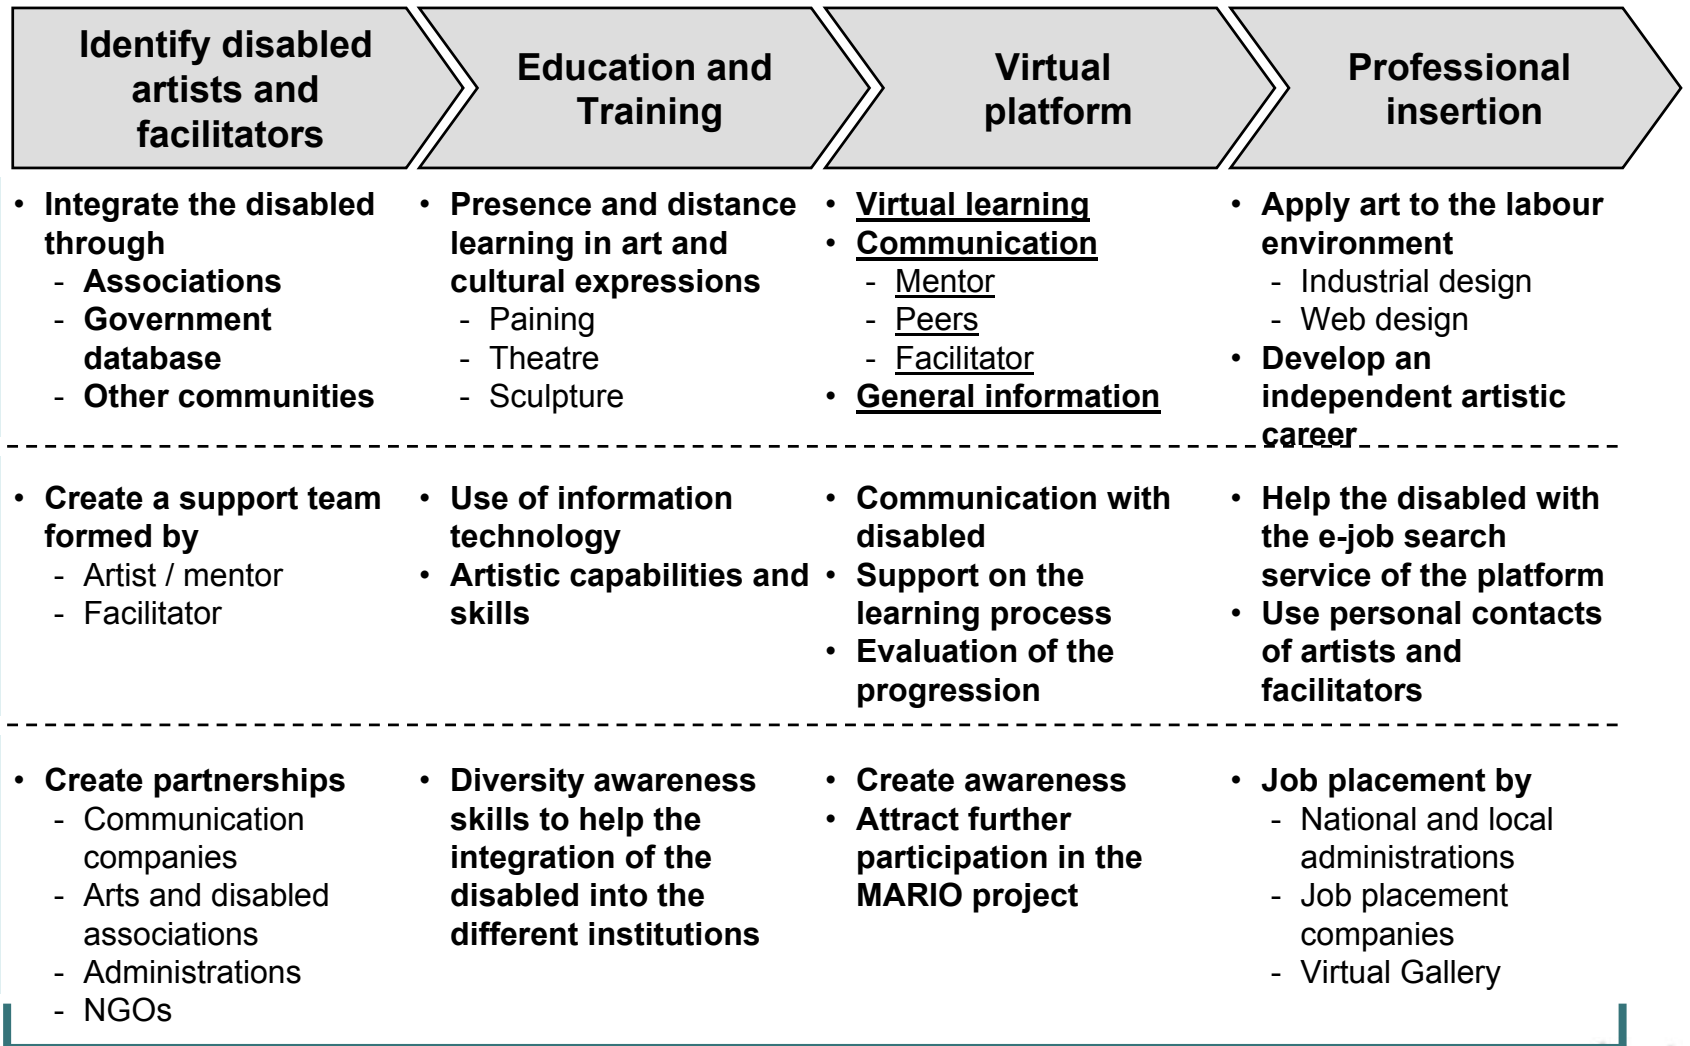 Identify disabled
artists and
facilitators
Education and
Training
Virtual
platform
Professional
insertion
• Integrate the disabled
through
- Associations
- Government
database
- Other communities
• Presence and distance
learning in art and
cultural expressions
- Paining
- Theatre
- Sculpture
• Virtual learning
• Communication
- Mentor
- Peers
- Facilitator
• General information
• Apply art to the labour
environment
- Industrial design
- Web design
• Develop an
independent artistic
career
• Create a support team
formed by
- Artist / mentor
- Facilitator
• Use of information
technology
• Artistic capabilities and
skills
• Communication with
disabled
• Support on the
learning process
• Evaluation of the
progression
• Help the disabled with
the e-job search
service of the platform
• Use personal contacts
of artists and
facilitators
• Create partnerships
- Communication
companies
- Arts and disabled
associations
- Administrations
- NGOs
• Diversity awareness
skills to help the
integration of the
disabled into the
different institutions
• Create awareness
• Attract further
participation in the
MARIO project
• Job placement by
- National and local
administrations
- Job placement
companies
- Virtual Gallery